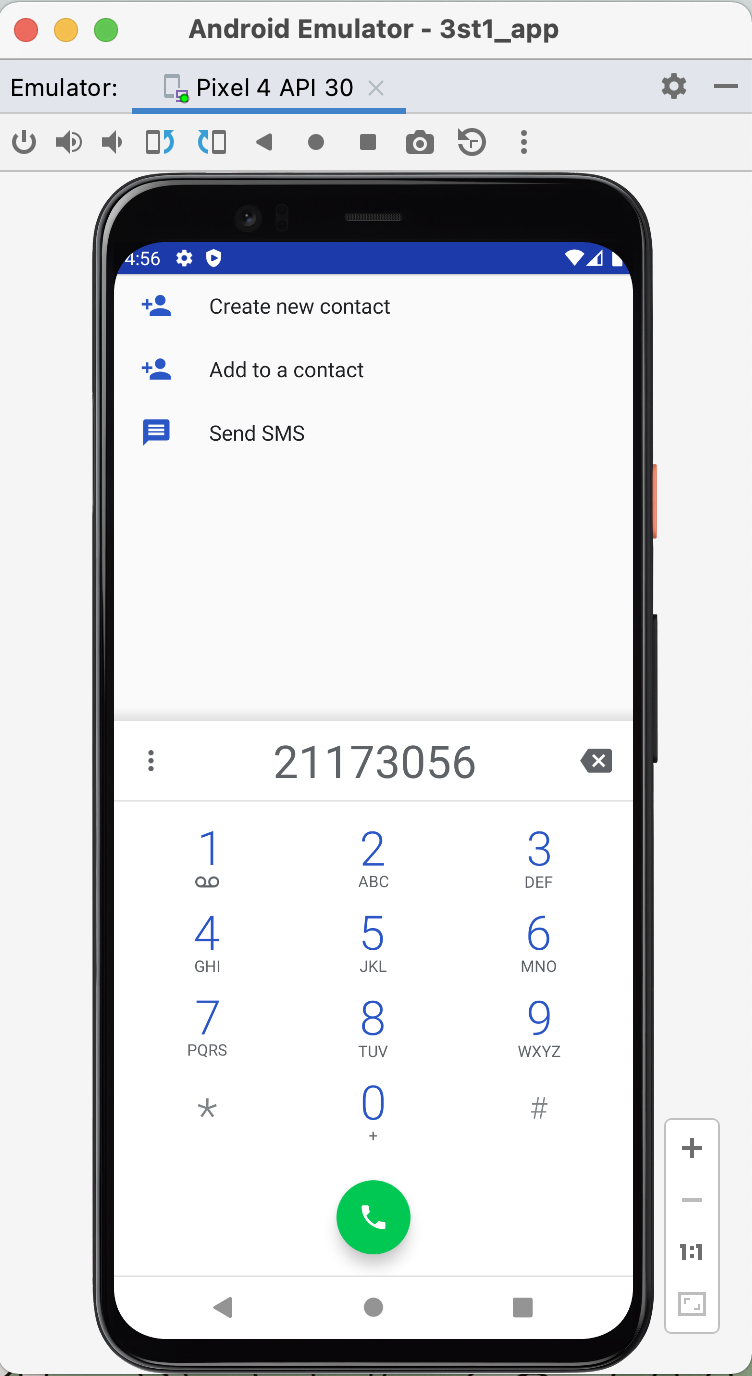 Android Emulator - 3st1_app
Emulator: Pixel 4 API 30
4:56
Create new contact
Add to a contact
Send SMS
21173056
1 2 3
ABC DEF
4 5 6
GHI JKL MNO
7 8 9
PQRS TUV WXYZ
* 0 #
+
1:1